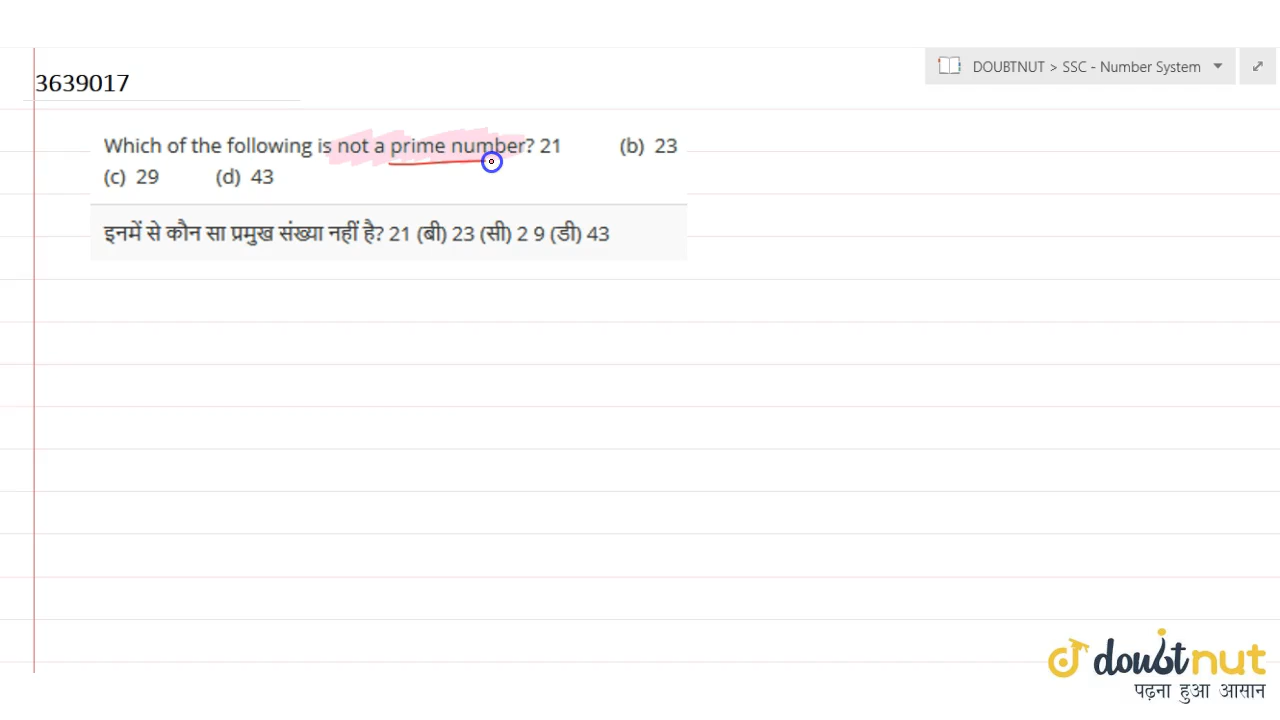 3639017
DOUBTNUT > SSC - Number System
Which of the following is not a prime number? 21 (b) 23
(c) 29 (d) 43
इनमें से कौन सा प्रमुख संख्या नहीं है? 21 (बी) 23 (सी) 2 9 (डी) 43
doubtnut
पढ़ना हुआ आसान